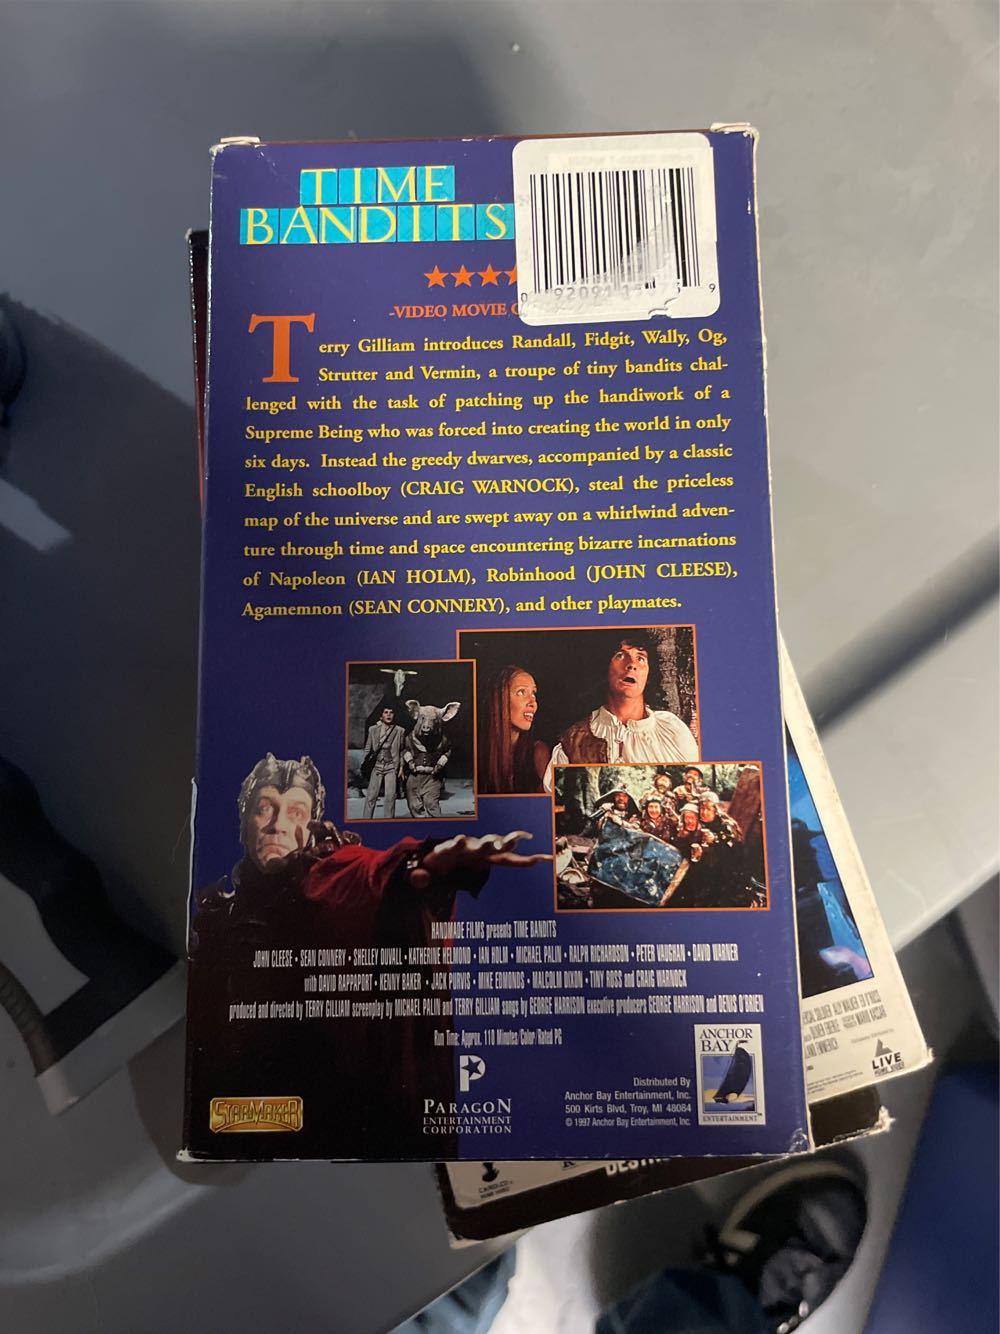 TIME
BANDITS
-VIDEO MOVIE
Terry Gilliam introduces Randall, Fidgit, Wally, Og,
Strutter and Vermin, a troupe of tiny bandits chal-
lenged with the task of patching up the handiwork of a
Supreme Being who was forced into creating the world in only
six days. Instead the greedy dwarves, accompanied by a classic
English schoolboy (CRAIG WARNOCK), steal the priceless
map of the universe and are swept away on a whirlwind adven-
ture through time and space encountering bizarre incarnations
of Napoleon (IAN HOLM), Robinhood (JOHN CLEESE),
Agamemnon (SEAN CONNERY), and other playmates.
HANDMADE FILMS presents TIME BANDITS
JOHN CLEESE • SEAN CONNERY • SHELLEY DUVALL • KATHERINE HELMOND • IAN HOLM • MICHAEL PALIN • RALPH RICHARDSON • PETER VAUGHAN • DAVID WARNER
with DAVID RAPPAPORT • KENNY BAKER • JACK PURVIS • MIKE EDMONDS • MALCOLM DIXON • TINY ROSS and CRAIG WARNOCK
produced and directed by TERRY GILLIAM screenplay by MICHAEL PALIN and TERRY GILLIAM songs by GEORGE HARRISON executive producers GEORGE HARRISON and DENIS O'BRIEN
Run Time: Approx. 110 Minutes/Color/Rated PG
STARMAKER
P
PARAGON
ENTERTAINMENT
CORPORATION
Distributed By
Anchor Bay Entertainment, Inc.
500 Kirts Blvd, Troy, MI 48084
© 1997 Anchor Bay Entertainment, Inc.
ANCHOR
BAY
ENTERTAINMENT™
LIVE
HOME VIDEO